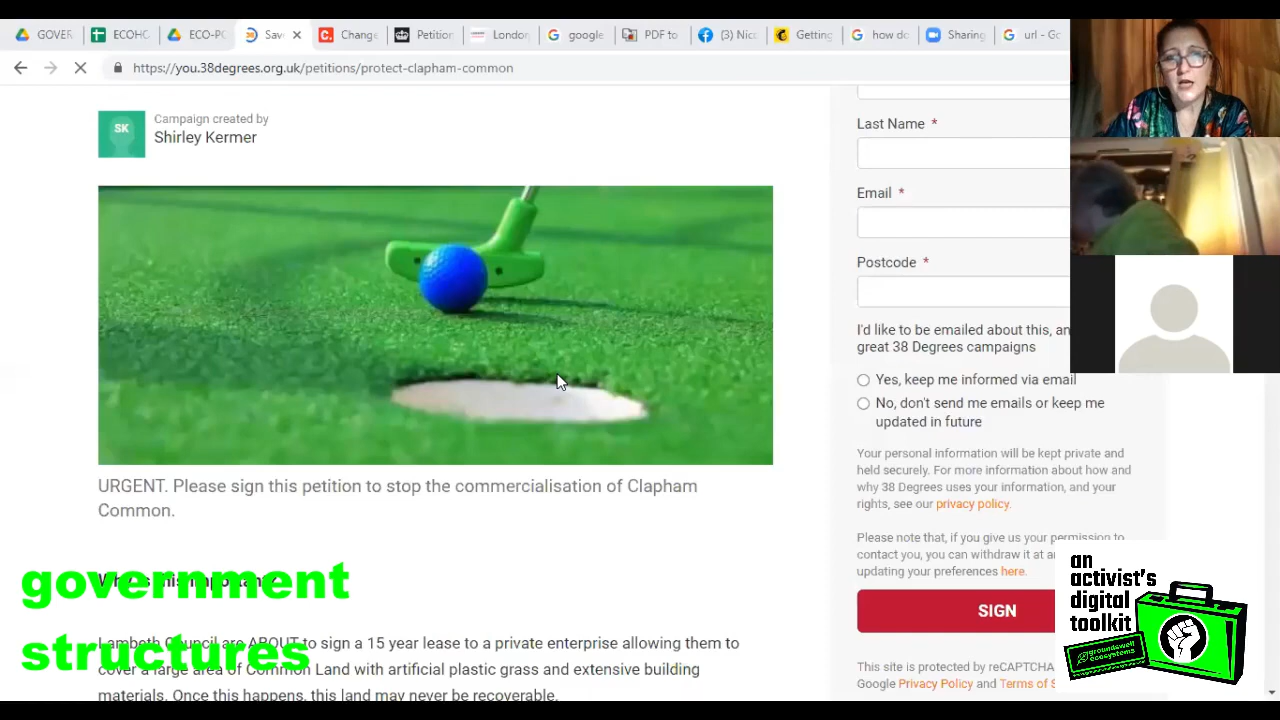 GOVER
ECOHC
ECO-PC
Save
Change
Petition
London
google
PDF to
(3) Nic
Getting
how do
Sharing
url - Go
https://you.38degrees.org.uk/petitions/protect-clapham-common
SK
Campaign created by
Shirley Kermer
URGENT. Please sign this petition to stop the commercialisation of Clapham
Common.
Why is this important?
Lambeth Council are ABOUT to sign a 15 year lease to a private enterprise allowing them to
cover a large area of Common Land with artificial plastic grass and extensive building
materials. Once this happens, this land may never be recoverable.
government
structures
Last Name *
Email *
Postcode *
I'd like to be emailed about this, an
great 38 Degrees campaigns
Yes, keep me informed via email
No, don't send me emails or keep me
updated in future
Your personal information will be kept private and
held securely. For more information about how and
why 38 Degrees uses your information, and your
rights, see our privacy policy.
Please note that, if you give us your permission to
contact you, you can withdraw it at an
updating your preferences here.
SIGN
This site is protected by reCAPTCHA
Google Privacy Policy and Terms of S
an
activist's
digital
toolkit
groundswell
ecosystems